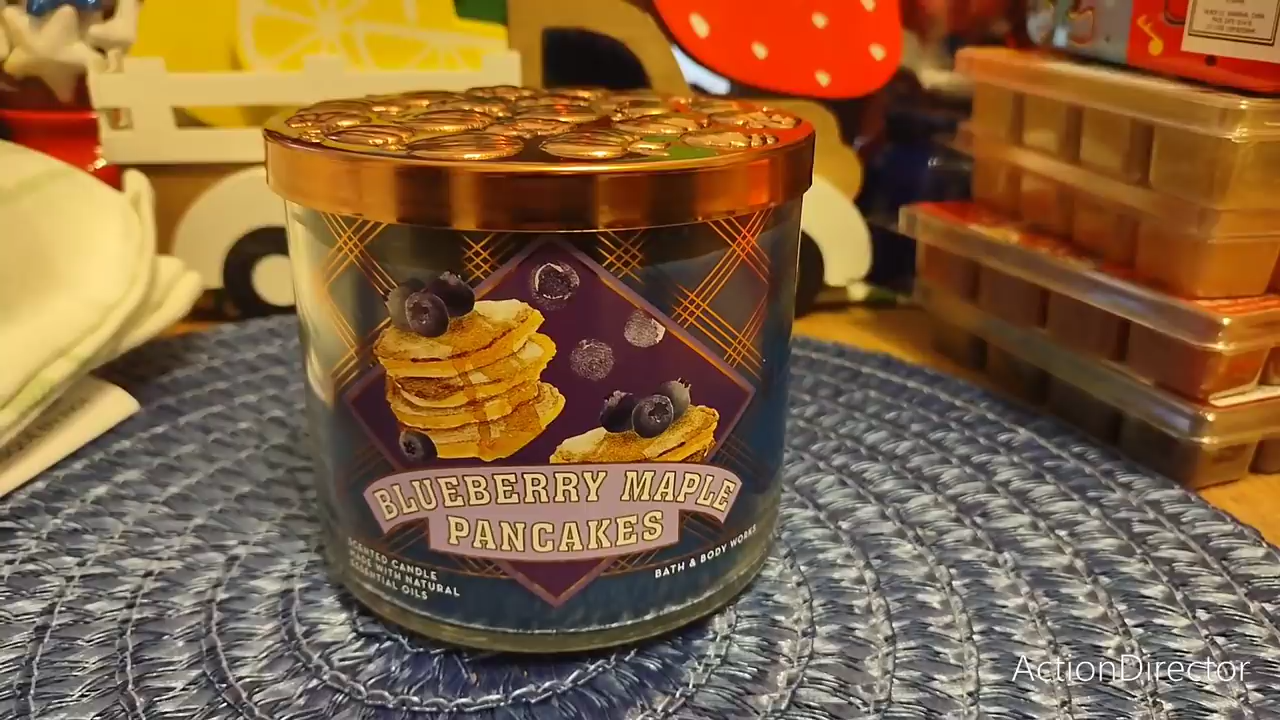 BLUEBERRY MAPLE
PANCAKES
SCENTED CANDLE
MADE WITH NATURAL
ESSENTIAL OILS
BATH & BODY WORKS
ActionDirector